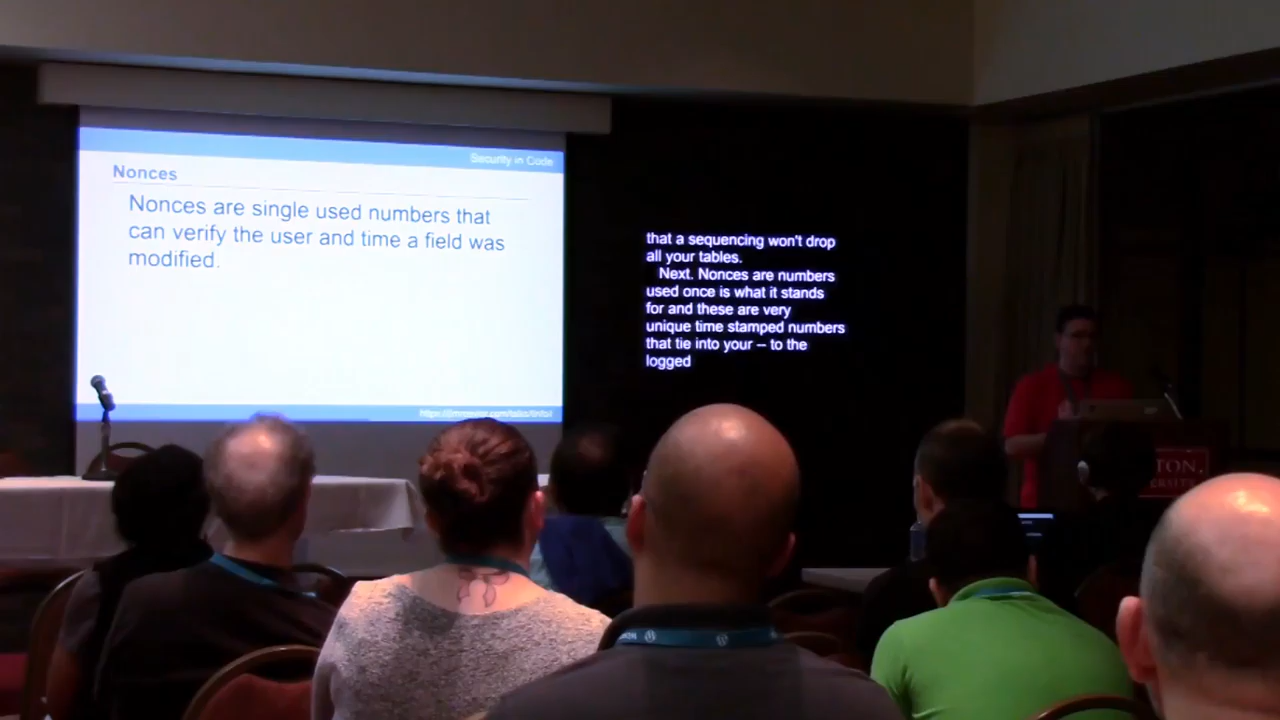 Security in Code
Nonces
Nonces are single used numbers that
can verify the user and time a field was
modified.
that a sequencing won't drop
all your tables.
Next. Nonces are numbers
used once is what it stands
for and these are very
unique time stamped numbers
that tie into your -- to the
logged
TON